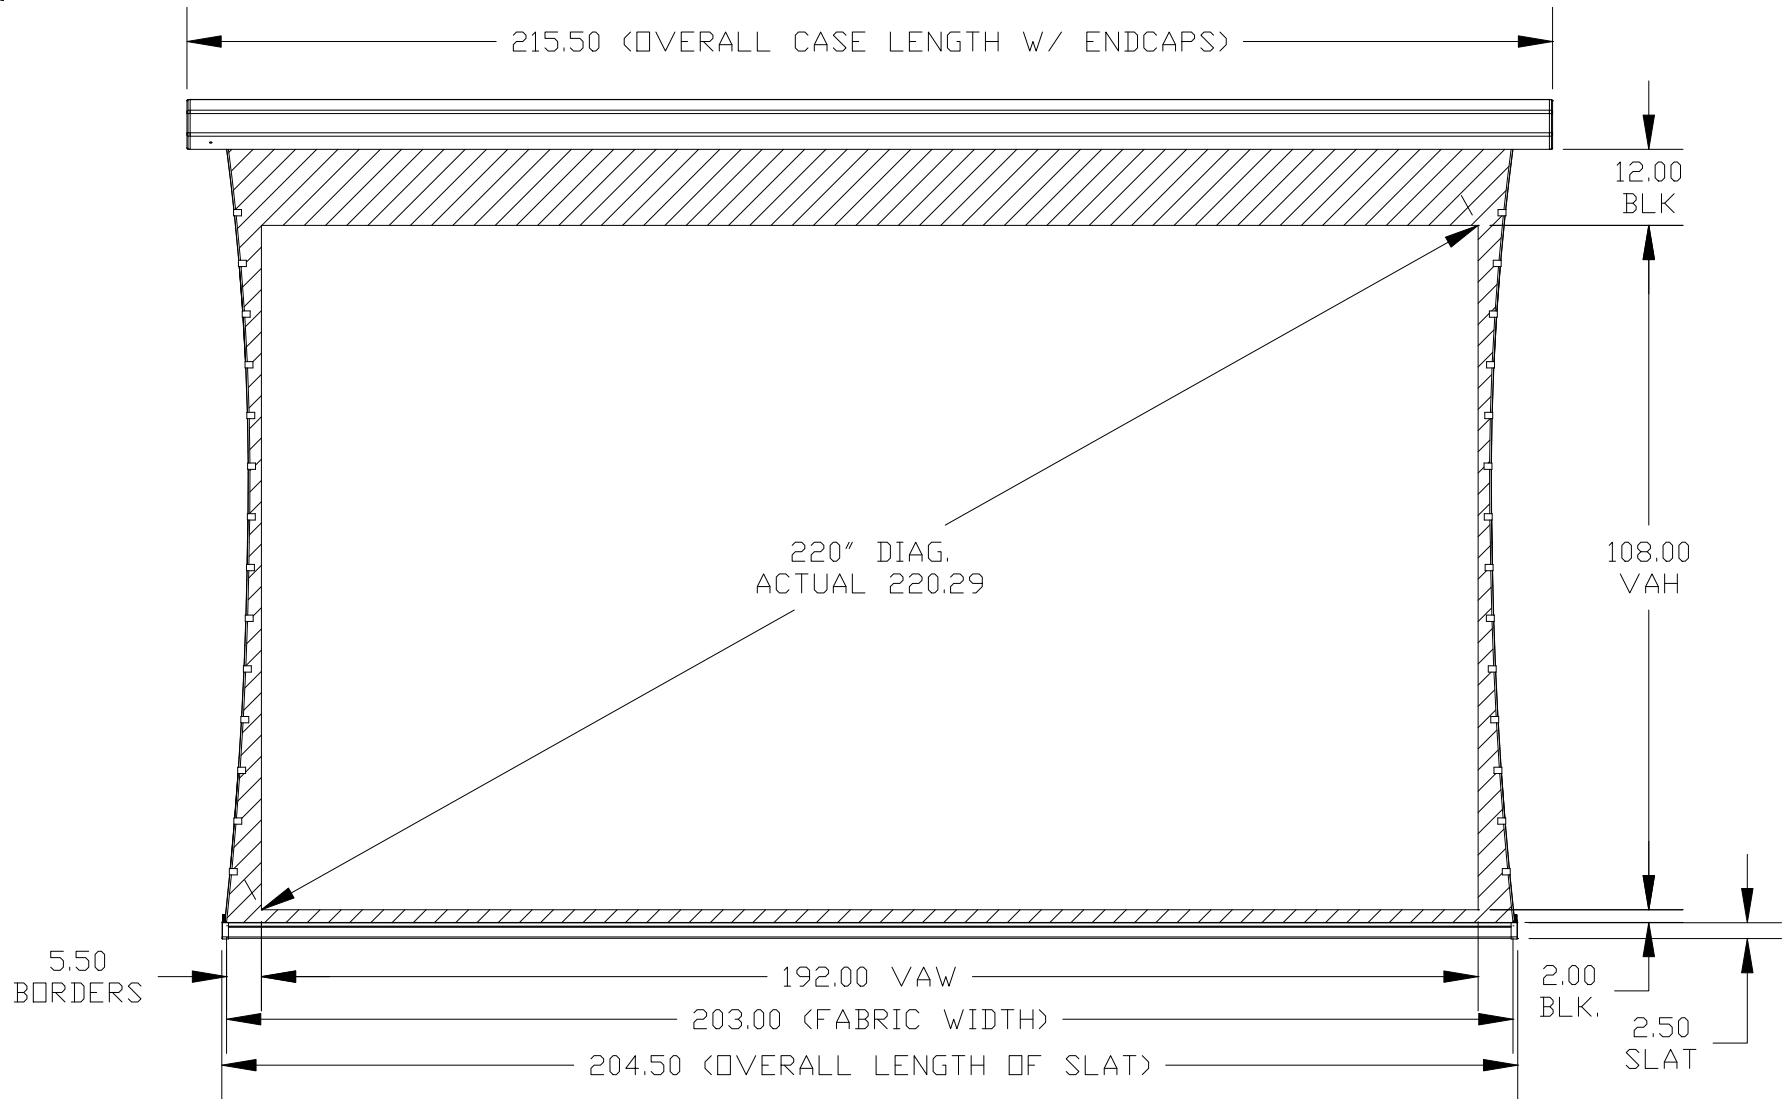 215.50 (OVERALL CASE LENGTH W/ ENDCAPS)
12.00
BLK
220" DIAG.
ACTUAL 220.29
108.00
VAH
5.50
BORDERS
192.00 VAW
2.00
BLK.
203.00 (FABRIC WIDTH)
2.50
SLAT
204.50 (OVERALL LENGTH OF SLAT)